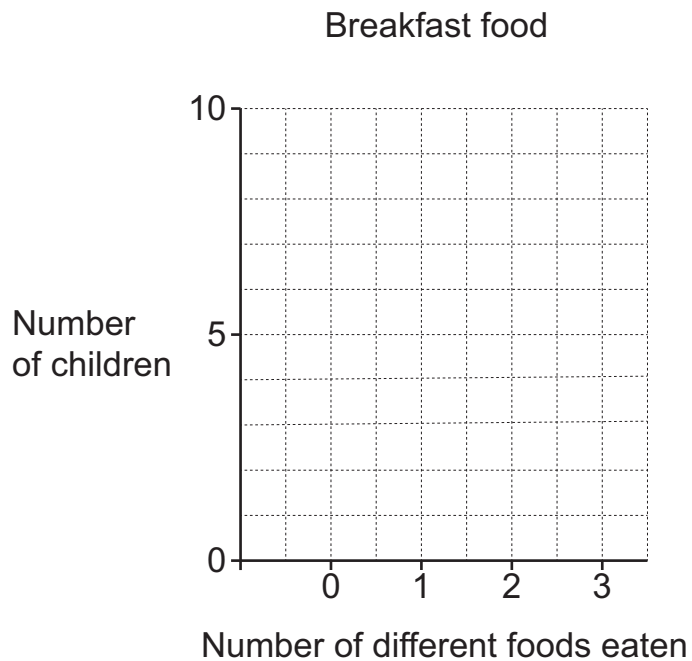 Breakfast food
10
Number
of children
5
0
0 1 2 3
Number of different foods eaten